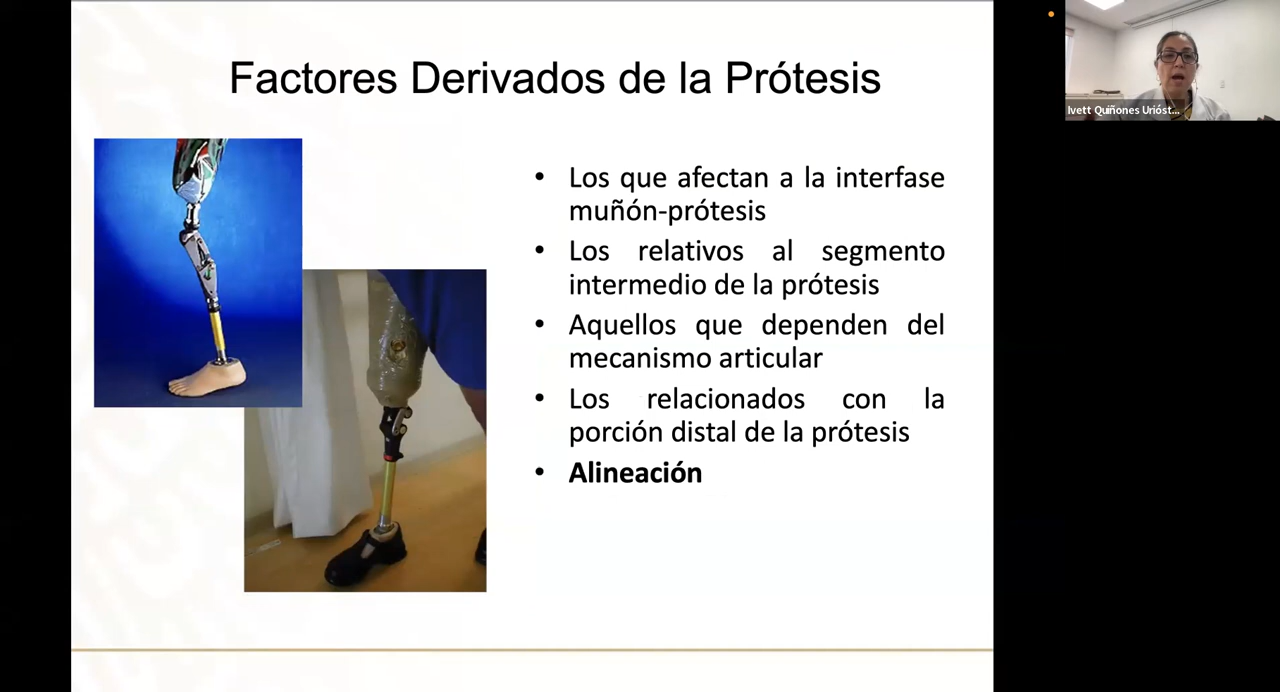 Factores Derivados de la Prótesis
Ivett Quiñones Urióst...
• Los que afectan a la interfase
muñón-prótesis
• Los relativos al segmento
intermedio de la prótesis
• Aquellos que dependen del
mecanismo articular
• Los relacionados con la
porción distal de la prótesis
• Alineación